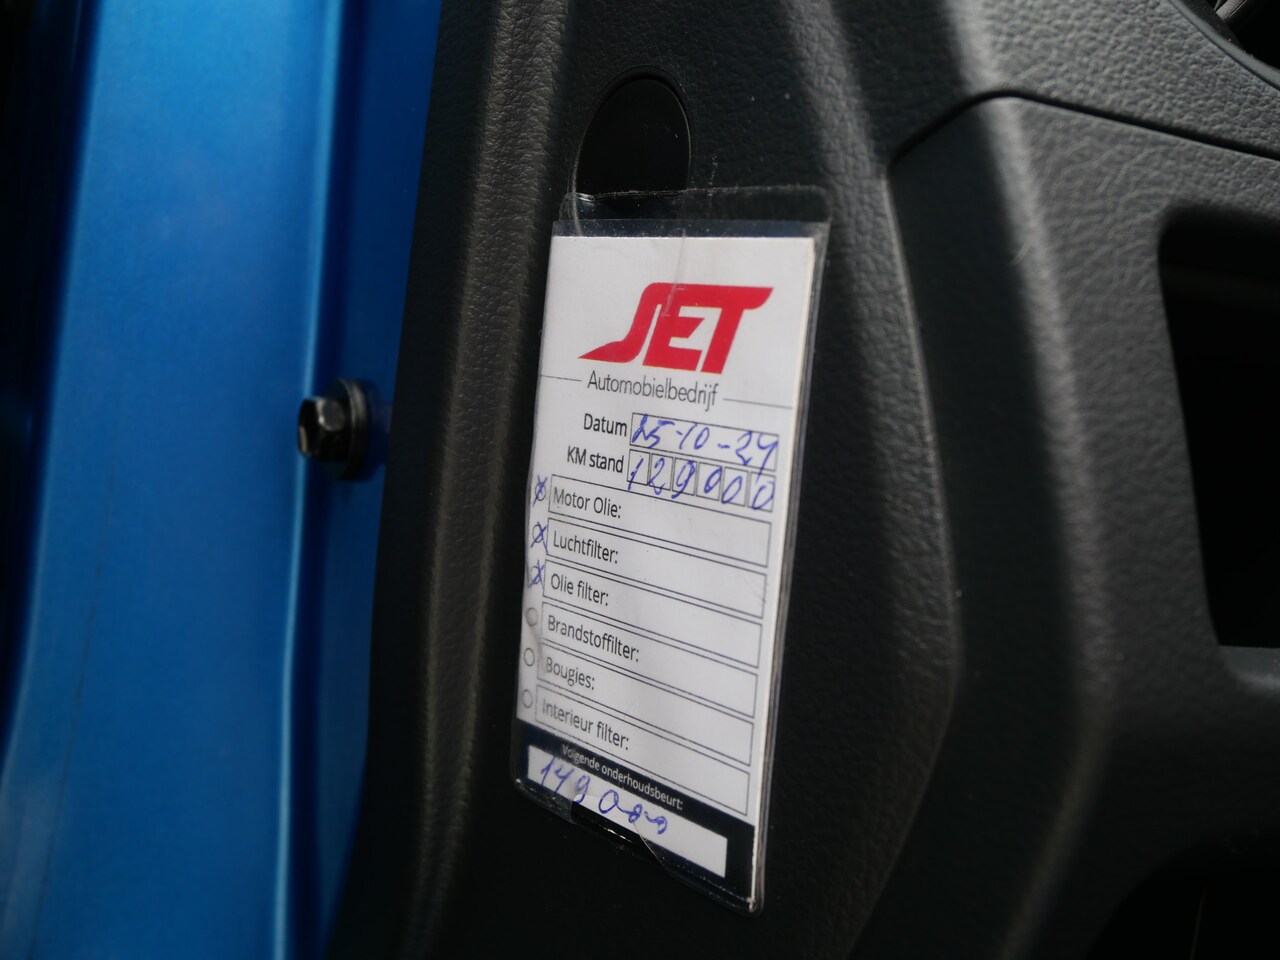 JET
Automobielbedrijf
Datum 25-10-24
KM stand 129000
Motor Olie:
Luchtfilter:
Olie filter:
Brandstoffilter:
Bougies:
Interieur filter:
Volgende onderhoudsbeurt:
149000